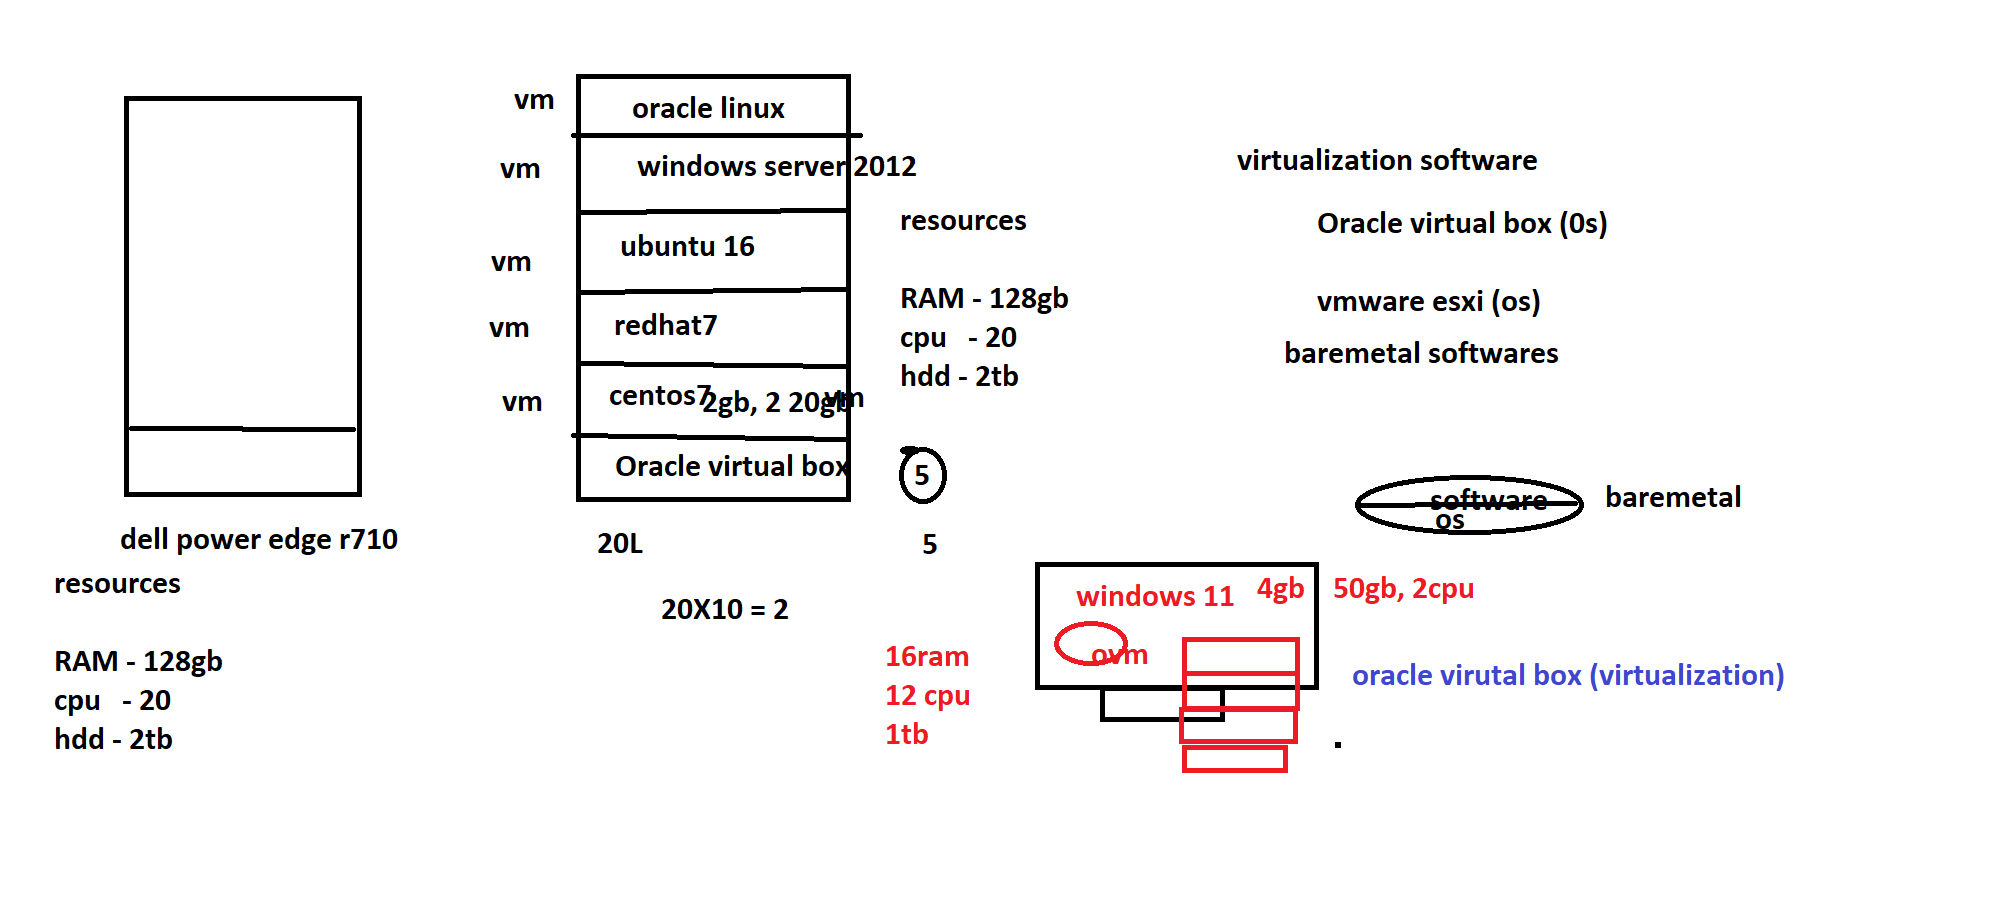 vm
oracle linux
vm
windows server 2012
vm
ubuntu 16
vm
redhat7
vm
centos7
2gb, 2 20gb
vm
Oracle virtual box
20L
20X10 = 2
dell power edge r710
resources
RAM - 128gb
cpu - 20
hdd - 2tb
resources
RAM - 128gb
cpu - 20
hdd - 2tb
5
5
virtualization software
Oracle virtual box (0s)
vmware esxi (os)
baremetal softwares
software
os
baremetal
windows 11
4gb
50gb, 2cpu
ovm
16ram
12 cpu
1tb
oracle virutal box (virtualization)